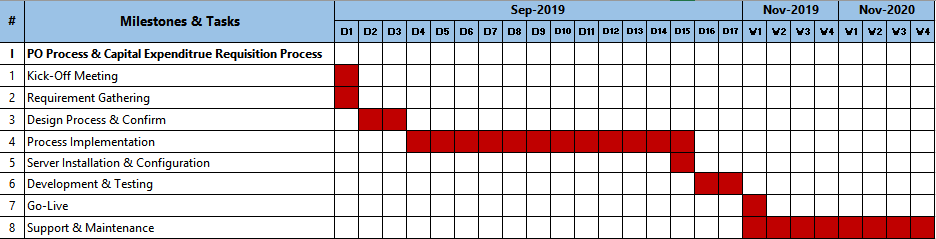 # Milestones & Tasks Sep-2019 Nov-2019 Nov-2020
D1 D2 D3 D4 D5 D6 D7 D8 D9 D10 D11 D12 D13 D14 D15 D16 D17 W1 W2 W3 W4 W1 W2 W3 W4
I PO Process & Capital Expenditrue Requisition Process
1 Kick-Off Meeting
2 Requirement Gathering
3 Design Process & Confirm
4 Process Implementation
5 Server Installation & Configuration
6 Development & Testing
7 Go-Live
8 Support & Maintenance